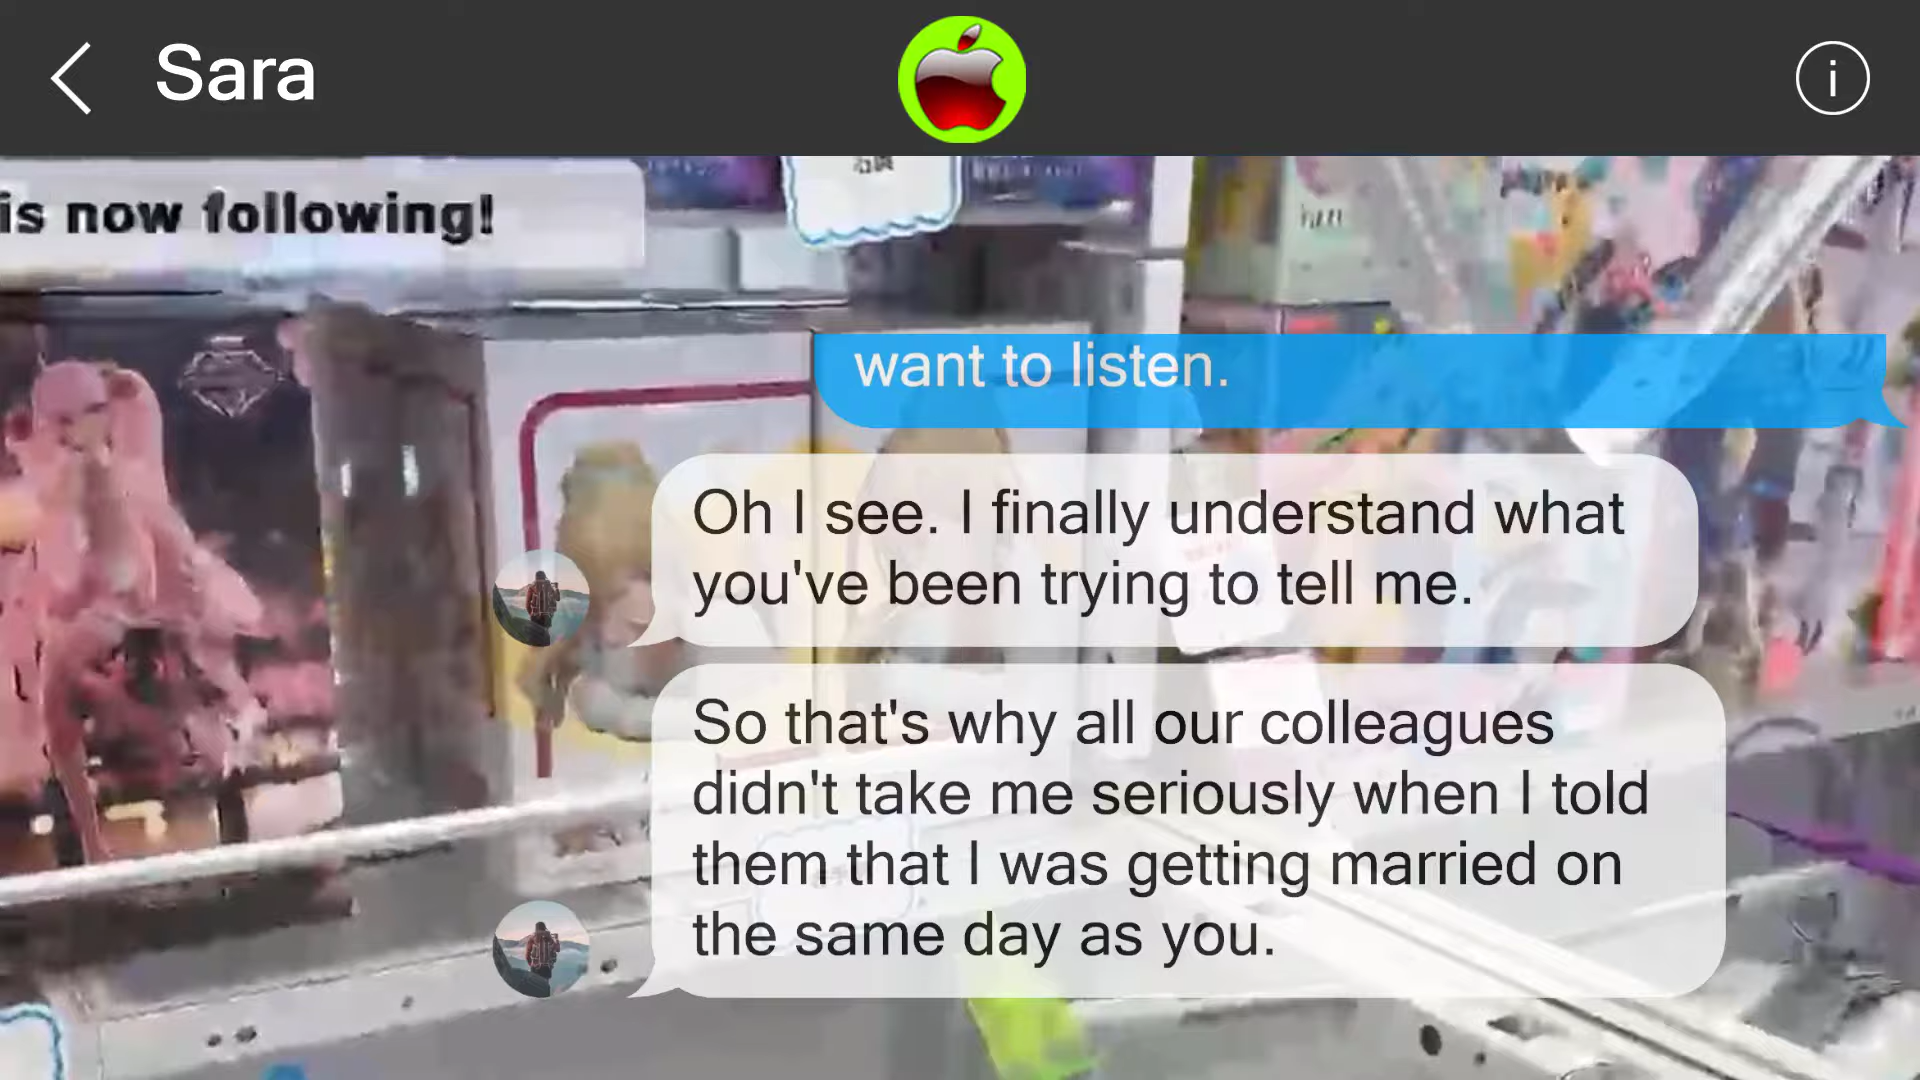 Sara
i
is now following!
want to listen.
Oh I see. I finally understand what
you've been trying to tell me.
So that's why all our colleagues
didn't take me seriously when I told
them that I was getting married on
the same day as you.